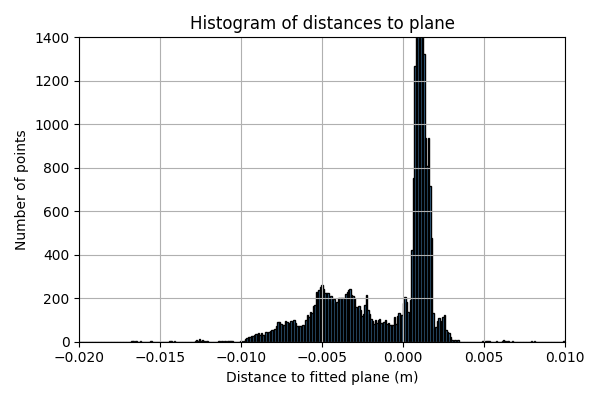 Histogram of distances to plane
1400
1200
1000
800
600
400
200
0
Number of points
−0.020 −0.015 −0.010 −0.005 0.000 0.005 0.010
Distance to fitted plane (m)